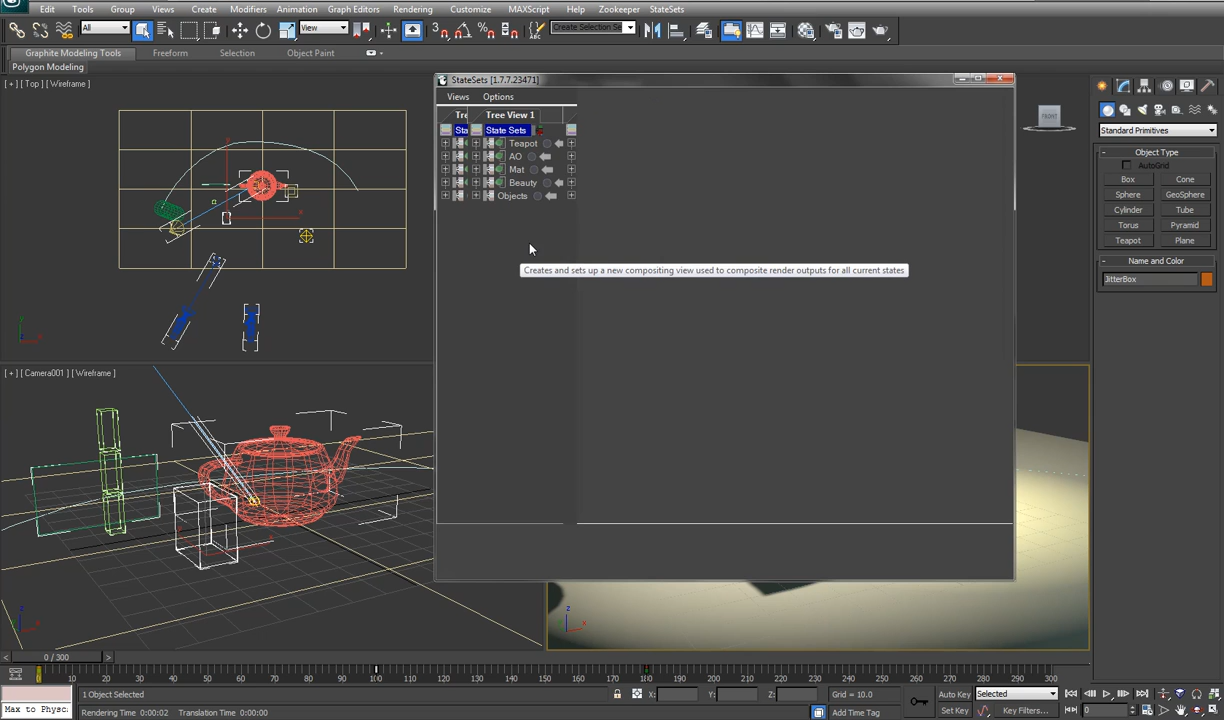 Edit Tools Group Views Create Modifiers Animation Graph Editors Rendering Customize MAXScript Help Zookeeper StateSets
All View Create Selection Se
Graphite Modeling Tools Freeform Selection Object Paint
Polygon Modeling
[ + ] [ Top ] [ Wireframe ]
StateSets [1.7.7.23471]
Views Options
Tre Tree View 1
Sta State Sets
Teapot
AO
Mat
Beauty
Objects
Creates and sets up a new compositing view used to composite render outputs for all current states
FRONT
Standard Primitives
Object Type
AutoGrid
Box Cone
Sphere GeoSphere
Cylinder Tube
Torus Pyramid
Teapot Plane
Name and Color
JitterBox
[ + ] [ Camera001 ] [ Wireframe ]
z
x
z
x
0 / 300
0 10 20 30 40 50 60 70 80 90 100 110 120 130 140 150 160 170 180 190 200 210 220 230 240 250 260 270 280 290 300
1 Object Selected X: Y: Z: Grid = 10.0 Auto Key Selected
Max to Physc: Rendering Time 0:00:02 Translation Time 0:00:00 Add Time Tag Set Key Key Filters... 0